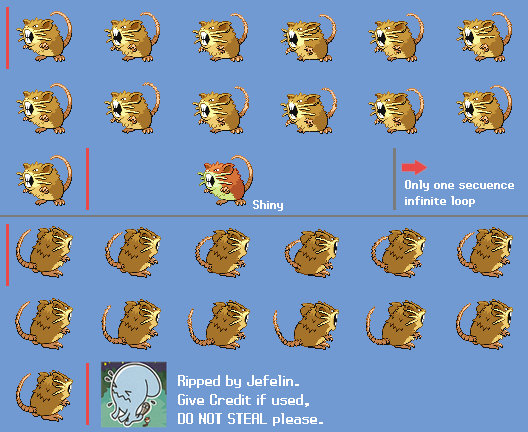 Shiny
Only one secuence
infinite loop
Ripped by Jefelin.
Give Credit if used,
DO NOT STEAL please.